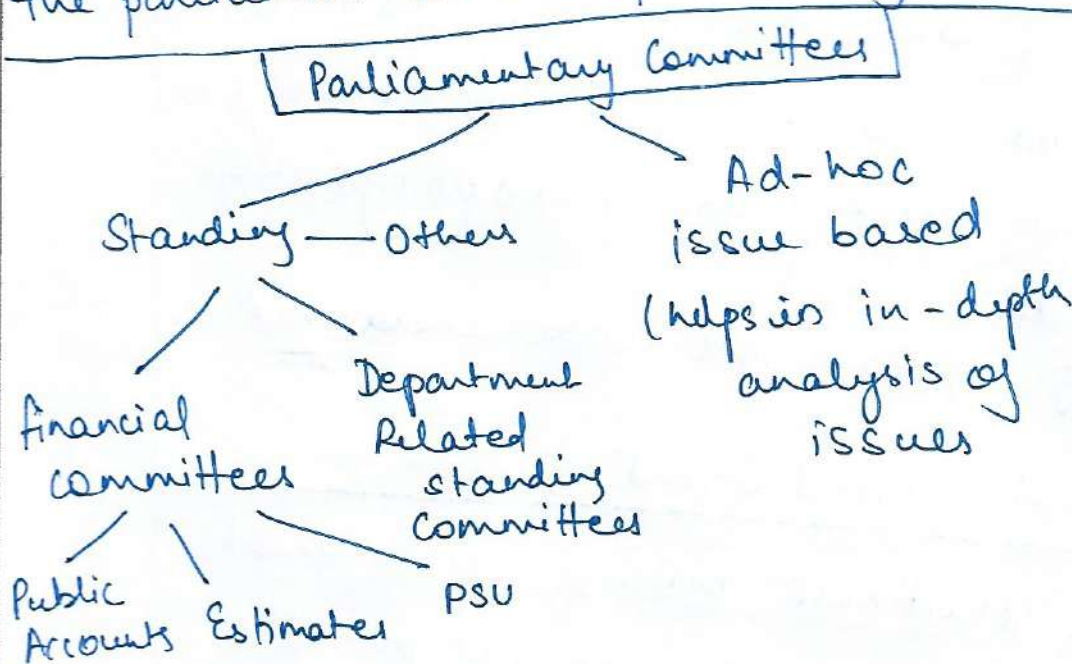 The
Parliamentary Committees
Standing — Others
Ad-hoc
issue based
(helps in in-depth
analysis of
issues
financial
committees
Department
Related
standing
committees
Public
Accounts
Estimates
PSU